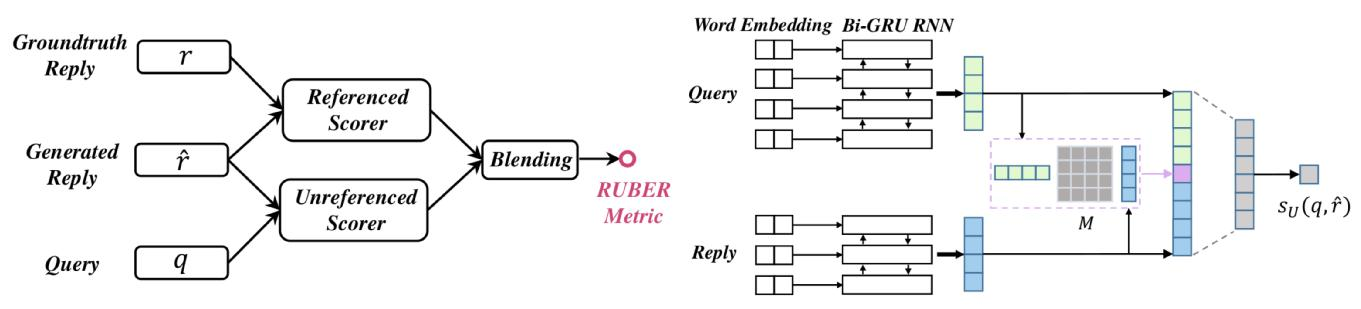 Groundtruth
Reply
r
Referenced
Scorer
Generated
Reply
r̂
Blending
RUBER
Metric
Unreferenced
Scorer
Query
q
Word Embedding Bi-GRU RNN
Query
M
Reply
s_U(q, r̂)